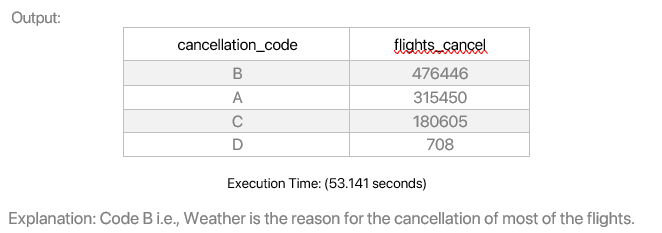 Output:
cancellation_code flights_cancel
B 476446
A 315450
C 180605
D 708
Execution Time: (53.141 seconds)
Explanation: Code B i.e., Weather is the reason for the cancellation of most of the flights.